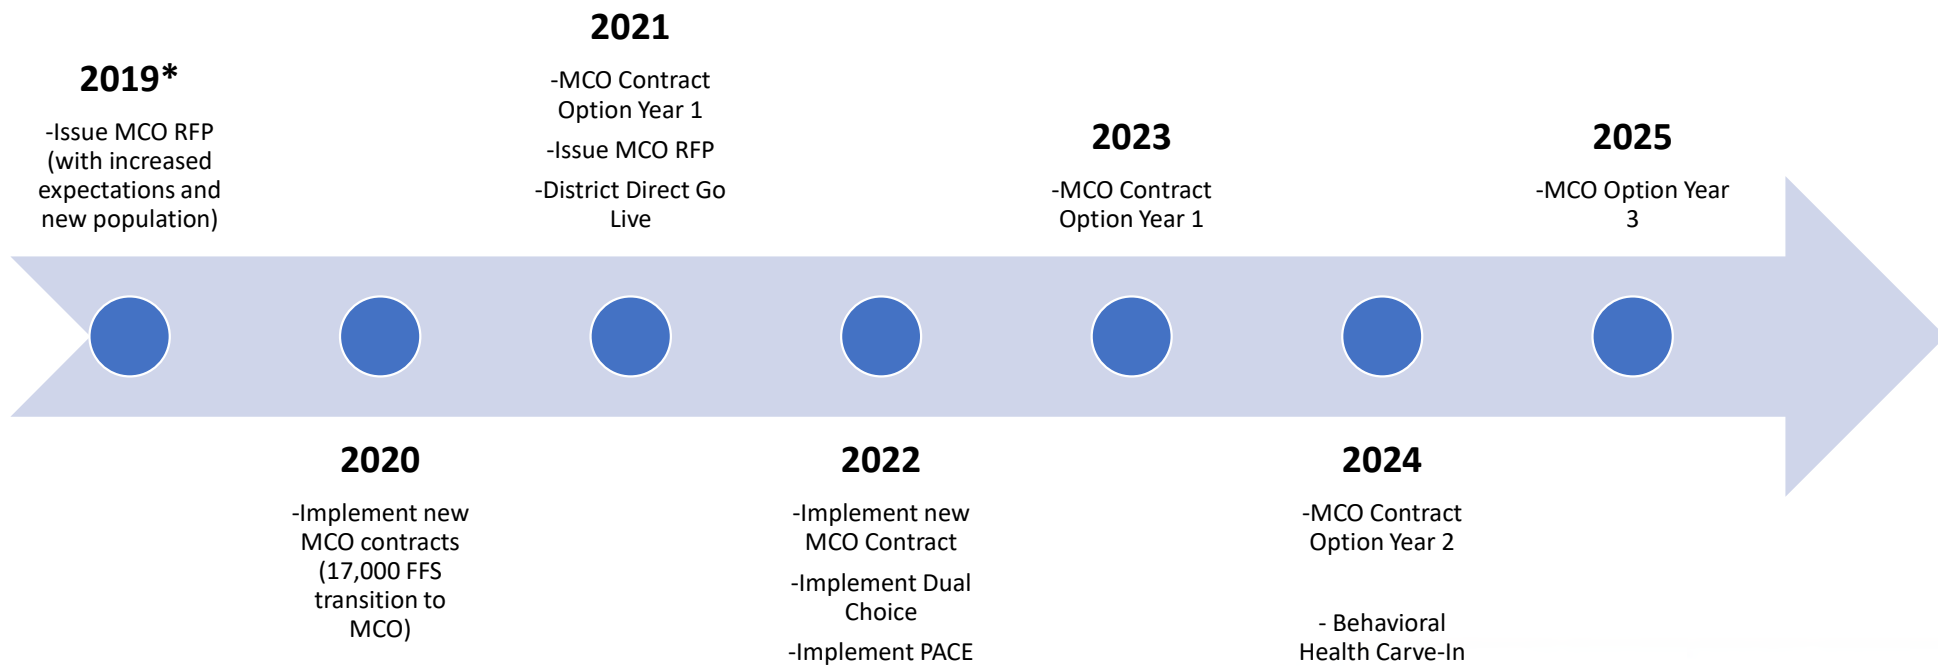 2019*
-Issue MCO RFP
(with increased
expectations and
new population)
2020
-Implement new
MCO contracts
(17,000 FFS
transition to
MCO)
2021
-MCO Contract
Option Year 1
-Issue MCO RFP
-District Direct Go
Live
2022
-Implement new
MCO Contract
-Implement Dual
Choice
-Implement PACE
2023
-MCO Contract
Option Year 1
2024
-MCO Contract
Option Year 2
- Behavioral
Health Carve-In
2025
-MCO Option Year
3